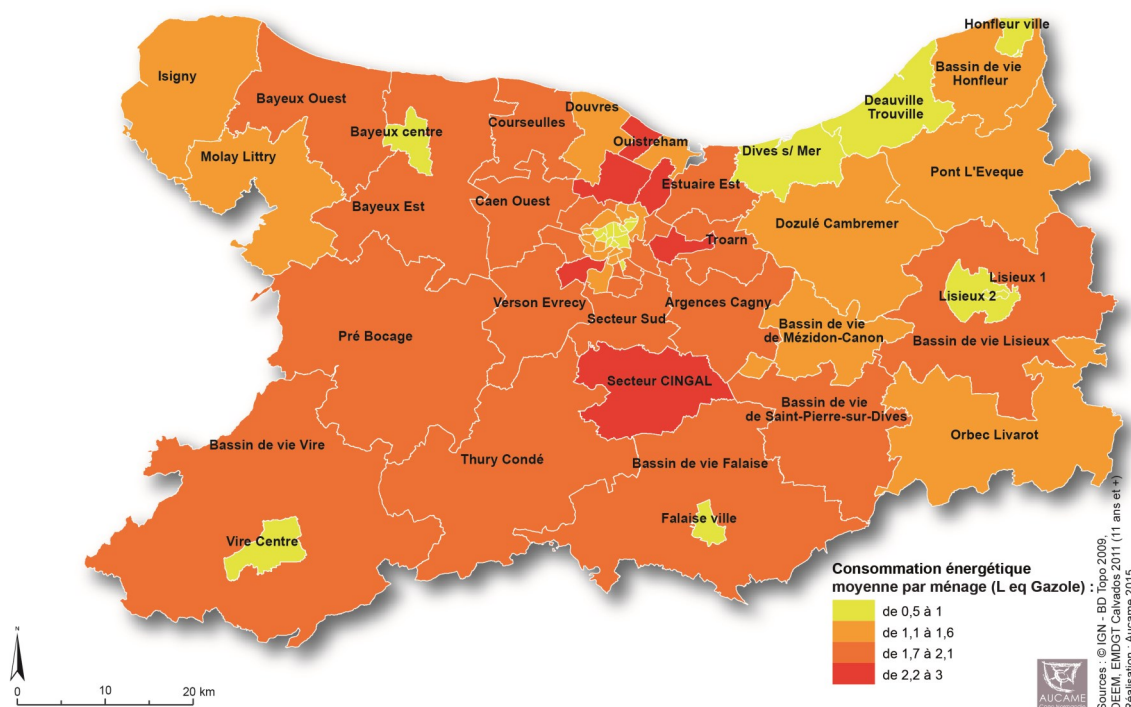 Honfleur ville
Bassin de vie
Honfleur
Isigny
Bayeux Ouest
Douvres
Deauville
Trouville
Courseulles
Bayeux centre
Ouistreham
Dives s/ Mer
Molay Littry
Pont L'Eveque
Estuaire Est
Caen Ouest
Bayeux Est
Dozulé Cambremer
Troarn
Lisieux 1
Lisieux 2
Verson Evrecy
Argences Cagny
Secteur Sud
Bassin de vie
de Mézidon-Canon
Pré Bocage
Bassin de vie Lisieux
Secteur CINGAL
Bassin de vie
de Saint-Pierre-sur-Dives
Orbec Livarot
Bassin de vie Vire
Thury Condé
Bassin de vie Falaise
Falaise ville
Vire Centre
Consommation énergétique
moyenne par ménage (L eq Gazole) :
de 0,5 à 1
de 1,1 à 1,6
de 1,7 à 2,1
de 2,2 à 3
N
0 10 20 km
AUCAME
Sources : © IGN - BD Topo 2009,
DEEM, EMDGT Calvados 2011 (11 ans et +)
Réalisation : Aucame 2015